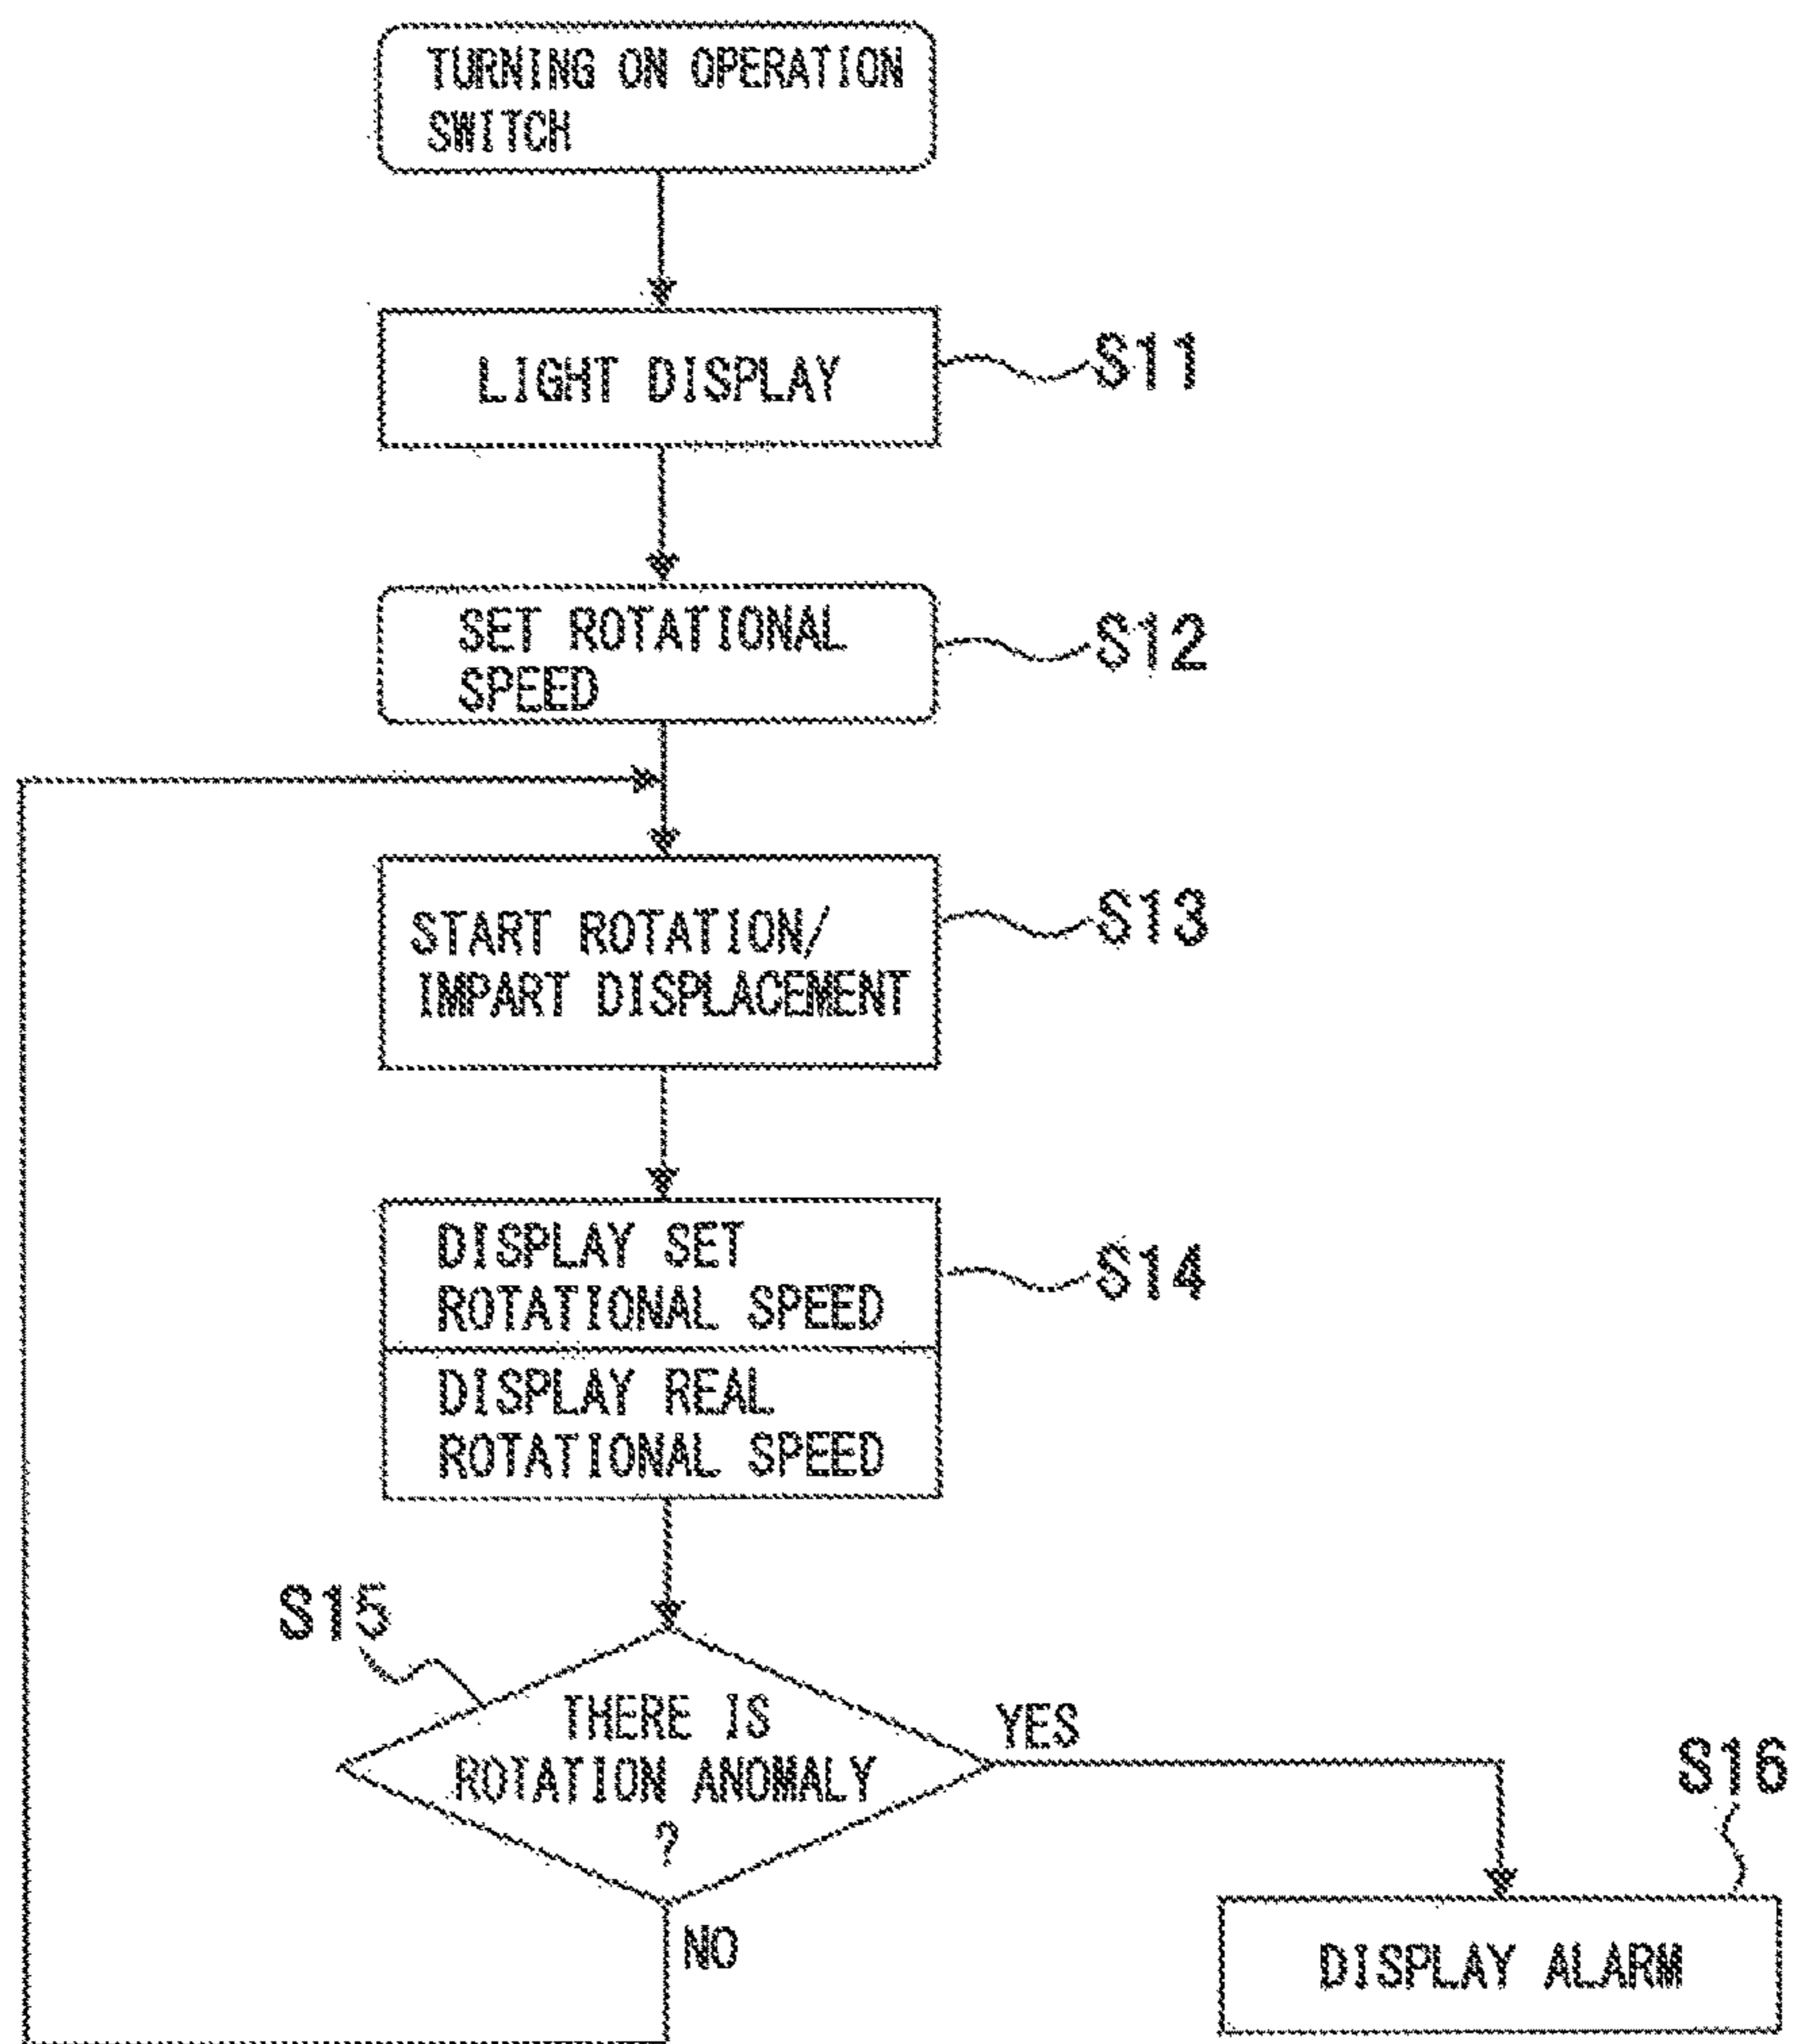 TURNING ON OPERATION
SWITCH
LIGHT DISPLAY
S11
SET ROTATIONAL
SPEED
S12
START ROTATION/
IMPART DISPLACEMENT
S13
DISPLAY SET
ROTATIONAL SPEED
S14
DISPLAY REAL
ROTATIONAL SPEED
S15
THERE IS
ROTATION ANOMALY
?
YES
S16
NO
DISPLAY ALARM